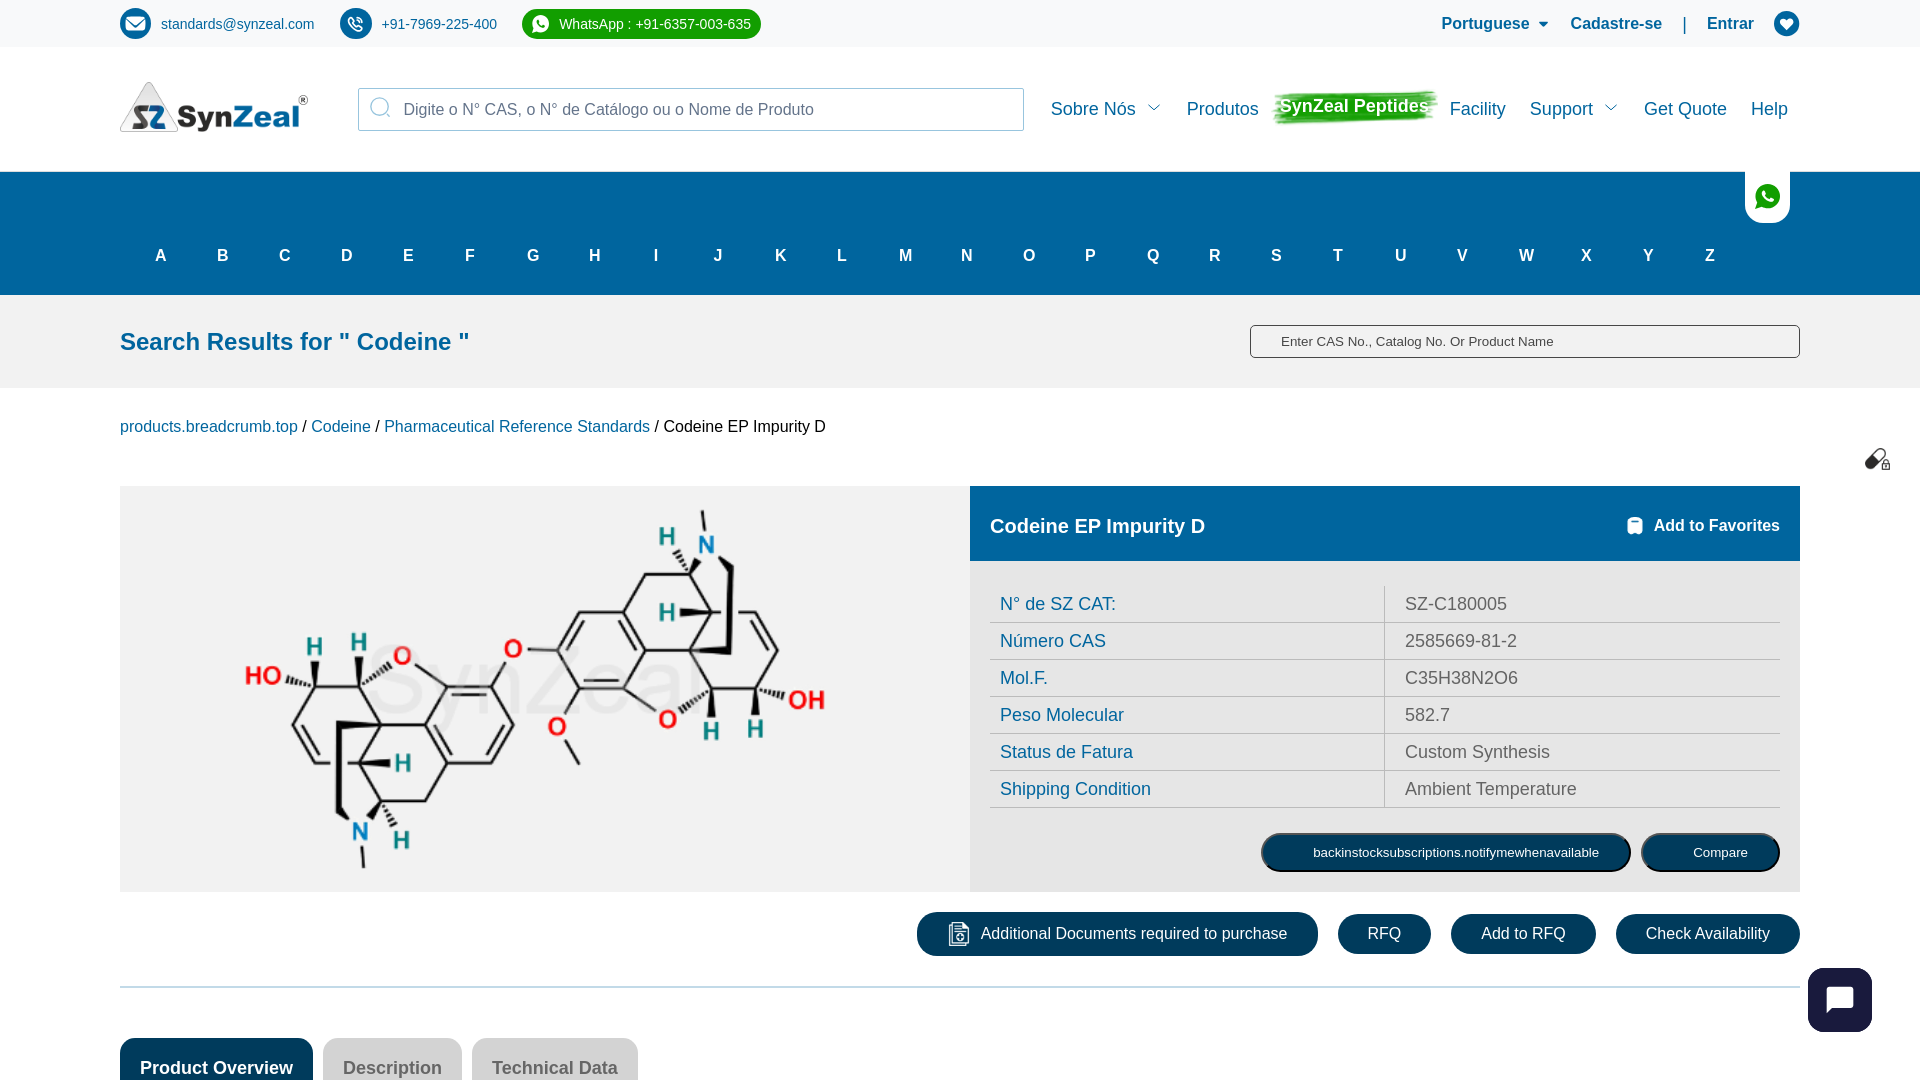 standards@synzeal.com
+91-7969-225-400
WhatsApp : +91-6357-003-635
Portuguese
Cadastre-se
|
Entrar
SZ SynZeal®
Digite o N° CAS, o N° de Catálogo ou o Nome de Produto
Sobre Nós
Produtos
SynZeal Peptides
Facility
Support
Get Quote
Help
A B C D E F G H I J K L M N O P Q R S T U V W X Y Z
Search Results for " Codeine "
Enter CAS No., Catalog No. Or Product Name
products.breadcrumb.top / Codeine / Pharmaceutical Reference Standards / Codeine EP Impurity D
Codeine EP Impurity D
Add to Favorites
H
N
H
H
H
O
O
HO
SynZeal
OH
O
O
H
H
H
N
H
N° de SZ CAT: SZ-C180005
Número CAS 2585669-81-2
Mol.F. C35H38N2O6
Peso Molecular 582.7
Status de Fatura Custom Synthesis
Shipping Condition Ambient Temperature
backinstocksubscriptions.notifymewhenavailable
Compare
Additional Documents required to purchase
RFQ
Add to RFQ
Check Availability
Product Overview
Description
Technical Data